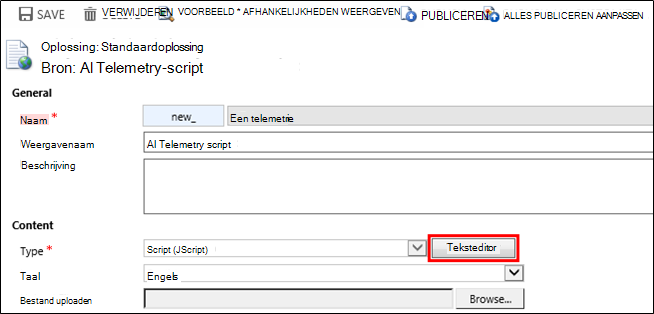 SAVE VERWIJDEREN VOORBEELD * AFHANKELIJKHEDEN WEERGEVEN PUBLICEREN ALLES PUBLICEREN AANPASSEN
Oplossing: Standaardoplossing
Bron: AI Telemetry-script
General
Naam * new_ Een telemetrie
Weergavenaam AI Telemetry script
Beschrijving
Content
Type * Script (JScript) Teksteditor
Taal Engels
Bestand uploaden Browse...